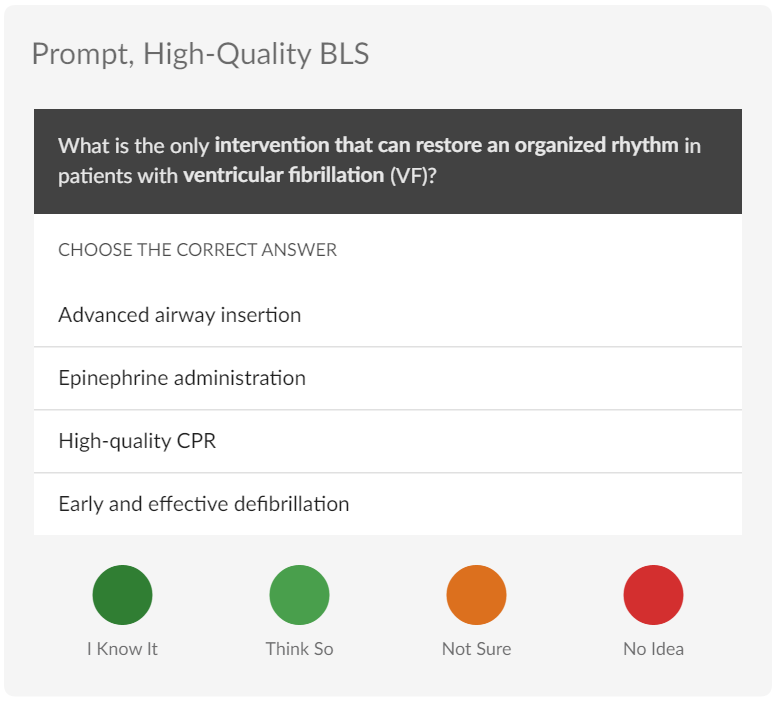 Prompt, High-Quality BLS
What is the only intervention that can restore an organized rhythm in
patients with ventricular fibrillation (VF)?
CHOOSE THE CORRECT ANSWER
Advanced airway insertion
Epinephrine administration
High-quality CPR
Early and effective defibrillation
I Know It
Think So
Not Sure
No Idea